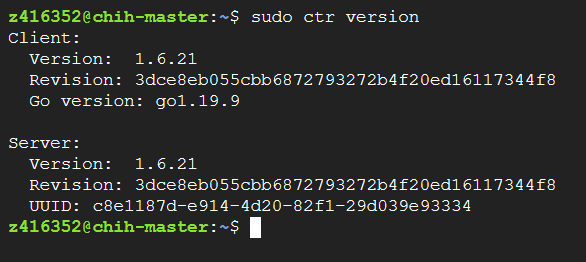 z416352@chih-master:~$ sudo ctr version
Client:
  Version:  1.6.21
  Revision: 3dce8eb055cbb6872793272b4f20ed16117344f8
  Go version: go1.19.9

Server:
  Version:  1.6.21
  Revision: 3dce8eb055cbb6872793272b4f20ed16117344f8
  UUID: c8e1187d-e914-4d20-82f1-29d039e93334
z416352@chih-master:~$